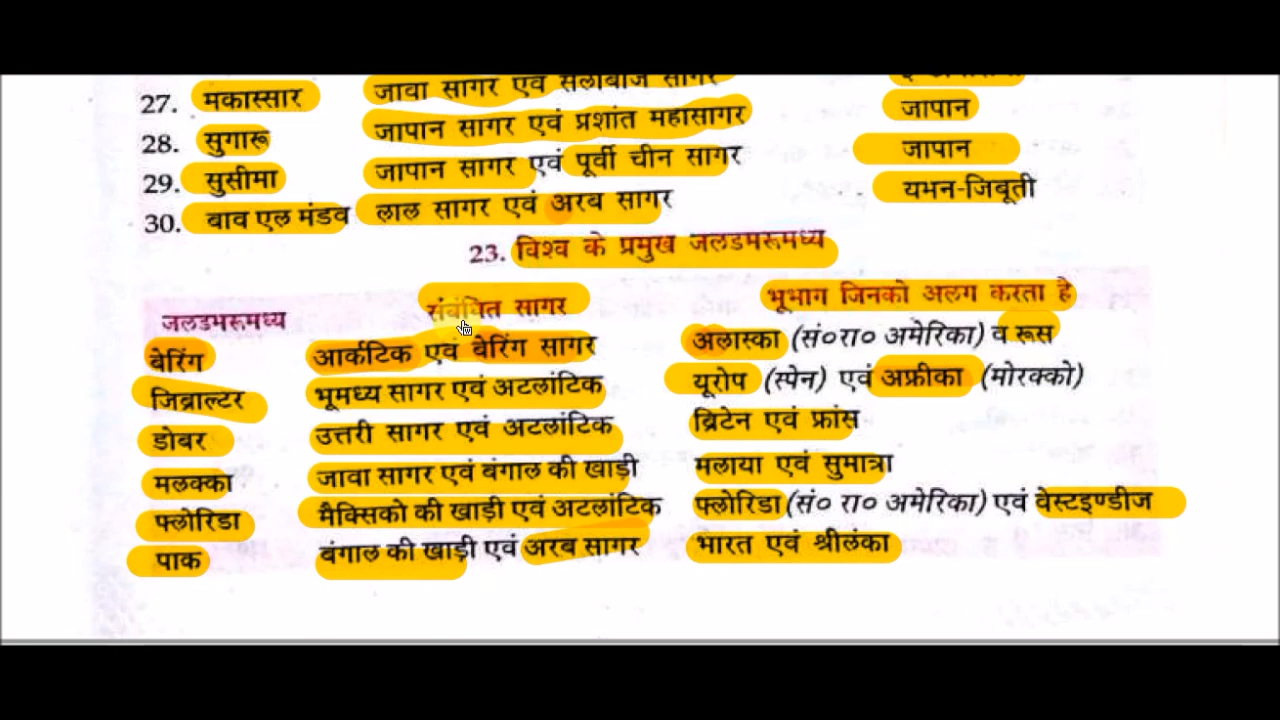 27. मकास्सार जावा सागर एवं सेलीबीज सागर
28. सुगारू जापान सागर एवं प्रशांत महासागर जापान
29. सुसीमा जापान सागर एवं पूर्वी चीन सागर जापान
30. बाव एल मंडव लाल सागर एवं अरब सागर यमन-जिबूती
23. विश्व के प्रमुख जलडमरूमध्य
जलडमरूमध्य संबंधित सागर भूभाग जिनको अलग करता है
बेरिंग आर्कटिक एवं बेरिंग सागर अलास्का (सं०रा० अमेरिका) व रूस
जिब्राल्टर भूमध्य सागर एवं अटलांटिक यूरोप (स्पेन) एवं अफ्रीका (मोरक्को)
डोबर उत्तरी सागर एवं अटलांटिक ब्रिटेन एवं फ्रांस
मलक्का जावा सागर एवं बंगाल की खाड़ी मलाया एवं सुमात्रा
फ्लोरिडा मैक्सिको की खाड़ी एवं अटलांटिक फ्लोरिडा (सं० रा० अमेरिका) एवं वेस्टइण्डीज
पाक बंगाल की खाड़ी एवं अरब सागर भारत एवं श्रीलंका